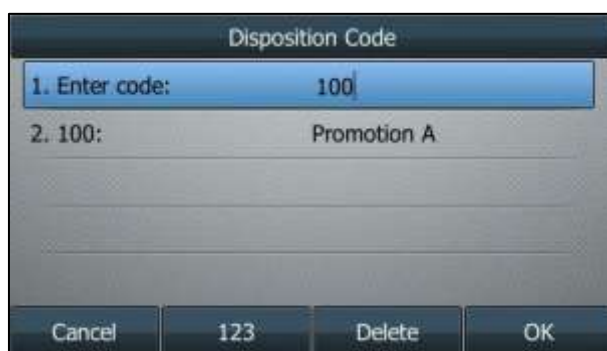 Disposition Code
1. Enter code: 100
2. 100: Promotion A
Cancel 123 Delete OK